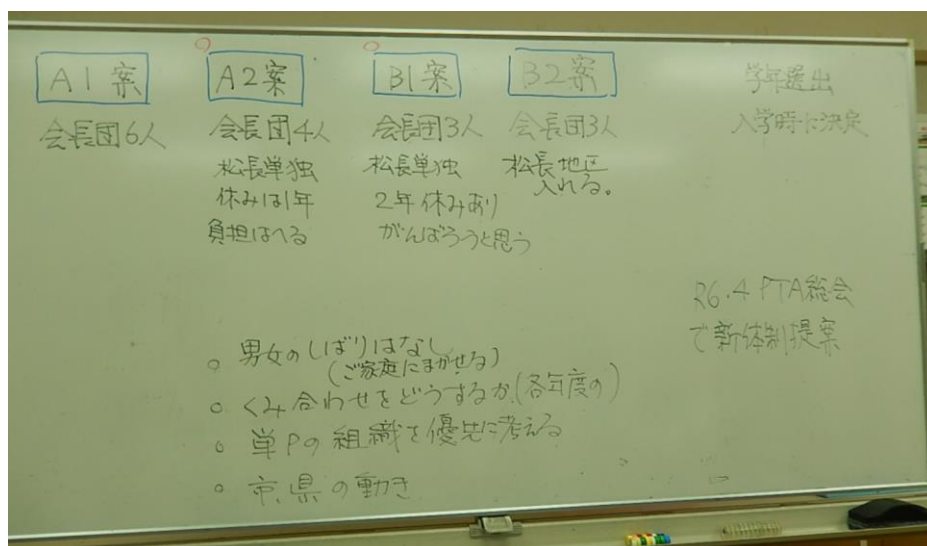 A1案
会長団6人
A2案
会長団4人
松長単独
休みは1年
負担はへる
B1案
会長団3人
松長単独
2年休みあり
がんばろうと思う
B2案
会長団3人
松長地区
入れる。
学年選出
入学時に決定
R6.4 PTA総会
で新体制提案
○ 男女のしばりはなし
(ご家庭にまかせる)
○ くみ合わせをどうするか(各年度の)
○ 単Pの組織を優先に考える
○ 市、県の動き